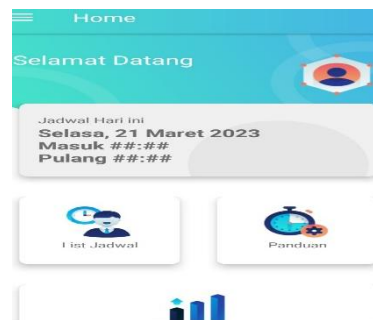 Home
Selamat Datang
Jadwal Hari ini
Selasa, 21 Maret 2023
Masuk ##:##
Pulang ##:##
List Jadwal
Panduan